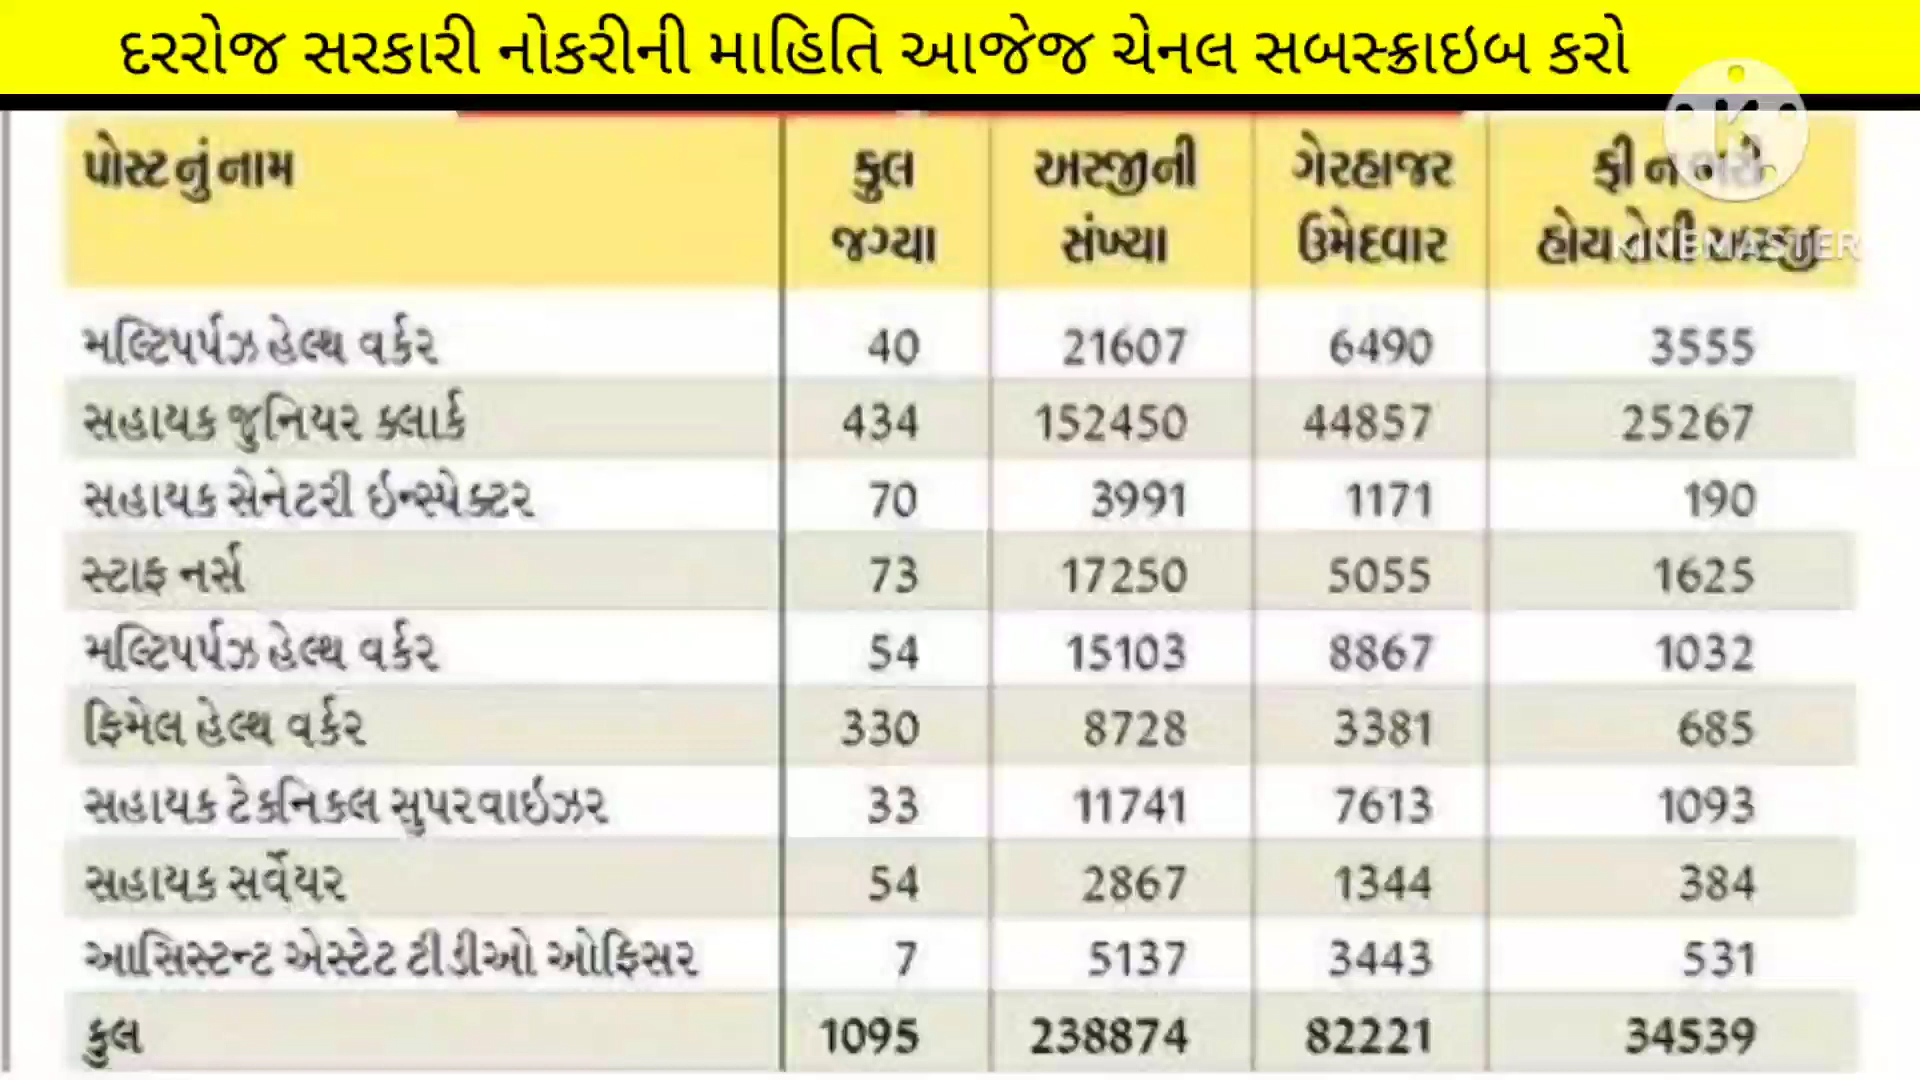 દરરોજ સરકારી નોકરીની માહિતિ આજેજ ચેનલ સબસ્ક્રાઇબ કરો
પોસ્ટ નું નામ કુલ જગ્યા અરજીની સંખ્યા ગેરહાજર ઉમેદવાર ફી ન ભરી હોય તેવી અરજી
KINEMASTER
મલ્ટિપર્પઝ હેલ્થ વર્કર 40 21607 6490 3555
સહાયક જુનિયર ક્લાર્ક 434 152450 44857 25267
સહાયક સેનેટરી ઇન્સ્પેક્ટર 70 3991 1171 190
સ્ટાફ નર્સ 73 17250 5055 1625
મલ્ટિપર્પઝ હેલ્થ વર્કર 54 15103 8867 1032
ફિમેલ હેલ્થ વર્કર 330 8728 3381 685
સહાયક ટેકનિકલ સુપરવાઇઝર 33 11741 7613 1093
સહાયક સર્વેયર 54 2867 1344 384
આસિસ્ટન્ટ એસ્ટેટ ટીડીઓ ઓફિસર 7 5137 3443 531
કુલ 1095 238874 82221 34539